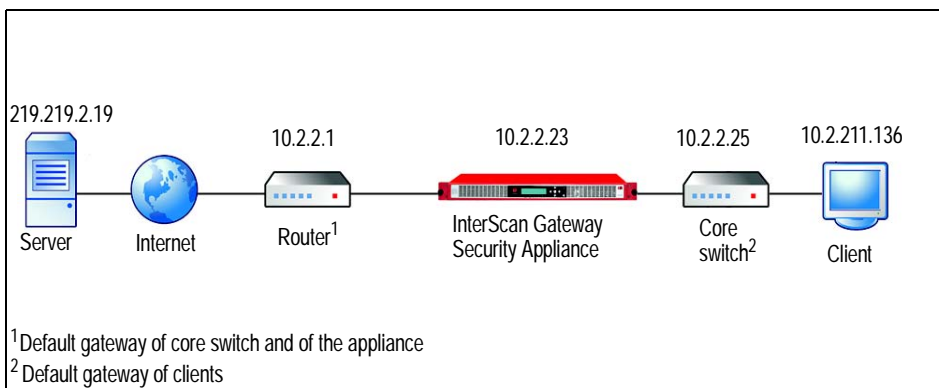 219.219.2.19
10.2.2.1
10.2.2.23
10.2.2.25
10.2.211.136
Server
Internet
Router1
InterScan Gateway
Security Appliance
Core
switch2
Client
1Default gateway of core switch and of the appliance
2 Default gateway of clients